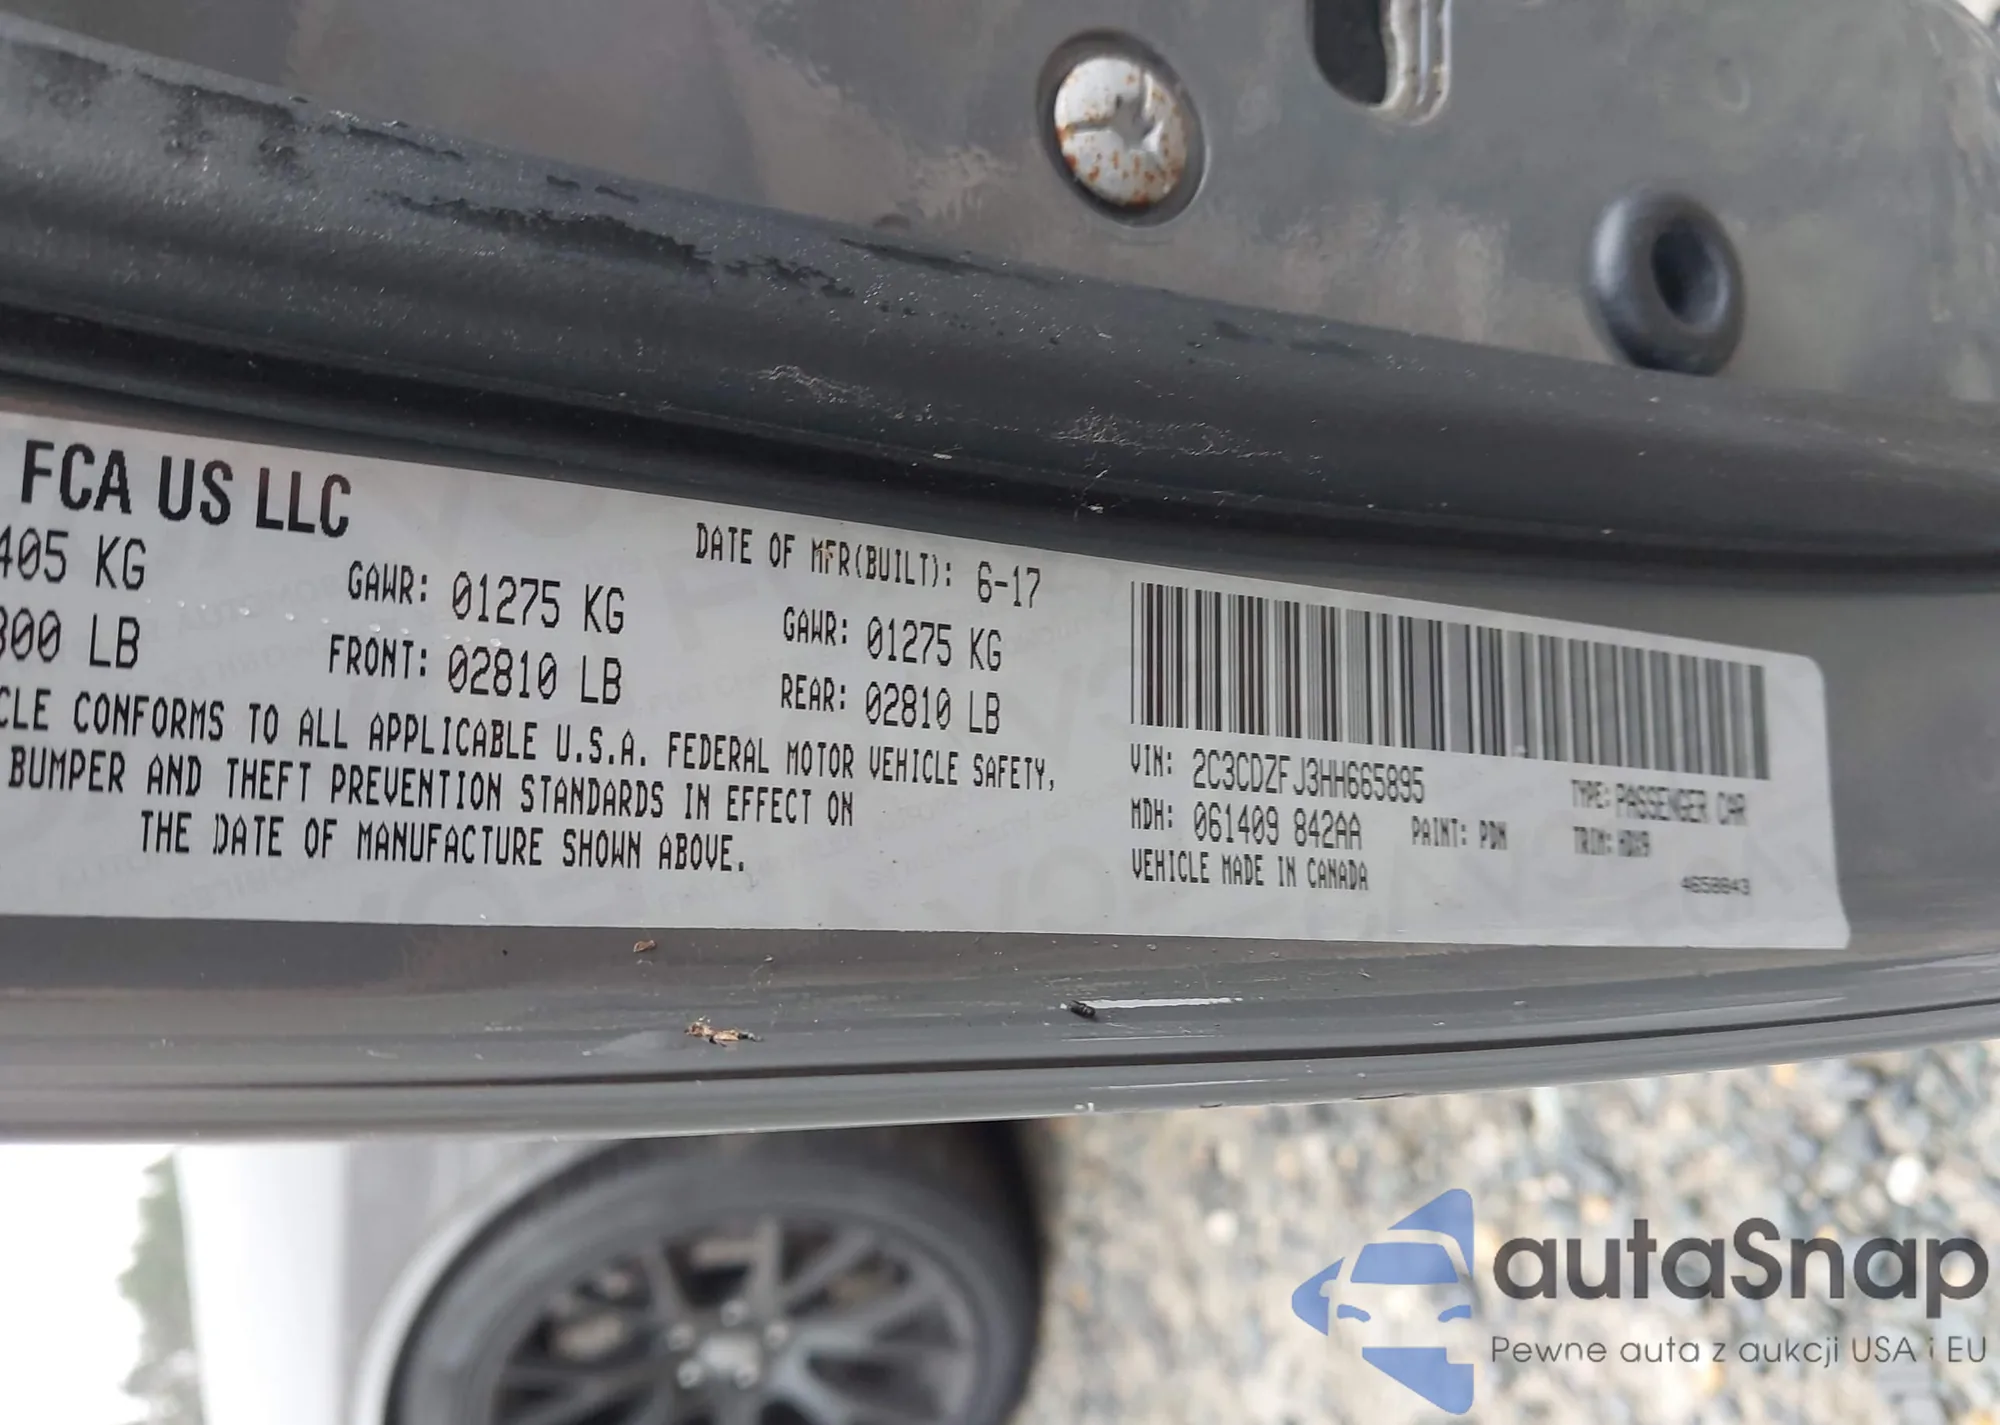 FCA US LLC
DATE OF MFR(BUILT): 6-17
405 KG
GAWR: 01275 KG
GAWR: 01275 KG
300 LB
FRONT: 02810 LB
REAR: 02810 LB
CLE CONFORMS TO ALL APPLICABLE U.S.A. FEDERAL MOTOR VEHICLE SAFETY,
BUMPER AND THEFT PREVENTION STANDARDS IN EFFECT ON
THE DATE OF MANUFACTURE SHOWN ABOVE.
VIN: 2C3CDZFJ3HH665895
TYPE: PASSENGER CAR
MDH: 061409 842AA
PAINT: PDN
TRIM: HDX9
VEHICLE MADE IN CANADA
4658843
autaSnap
Pewne auta z aukcji USA i EU